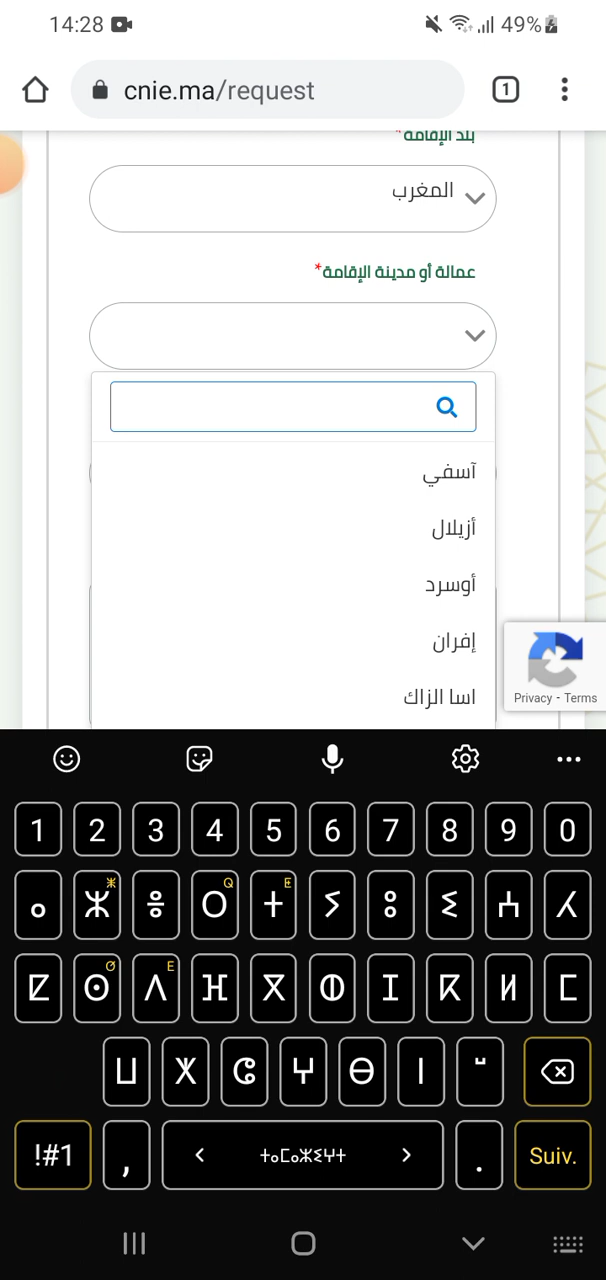 14:28
49%
cnie.ma/request
1
بلد الإقامة*
المغرب
عمالة أو مدينة الإقامة*
آسفي
أزيلال
أوسرد
إفران
اسا الزاك
Privacy - Terms
1 2 3 4 5 6 7 8 9 0
ⴰ ⵣ ⵥ ⴻ ⵔ ⵕ ⵜ ⵟ ⵢ ⵓ ⵉ ⵄ ⵃ
ⵇ ⵙ ⵚ ⴷ ⴹ ⴼ ⴳ ⵀ ⵊ ⴽ ⵍ ⵎ
ⵡ ⵅ ⵛ ⵖ ⴱ ⵏ ⵯ
!#1 , < ⵜⴰⵎⴰⵣⵉⵖⵜ > . Suiv.